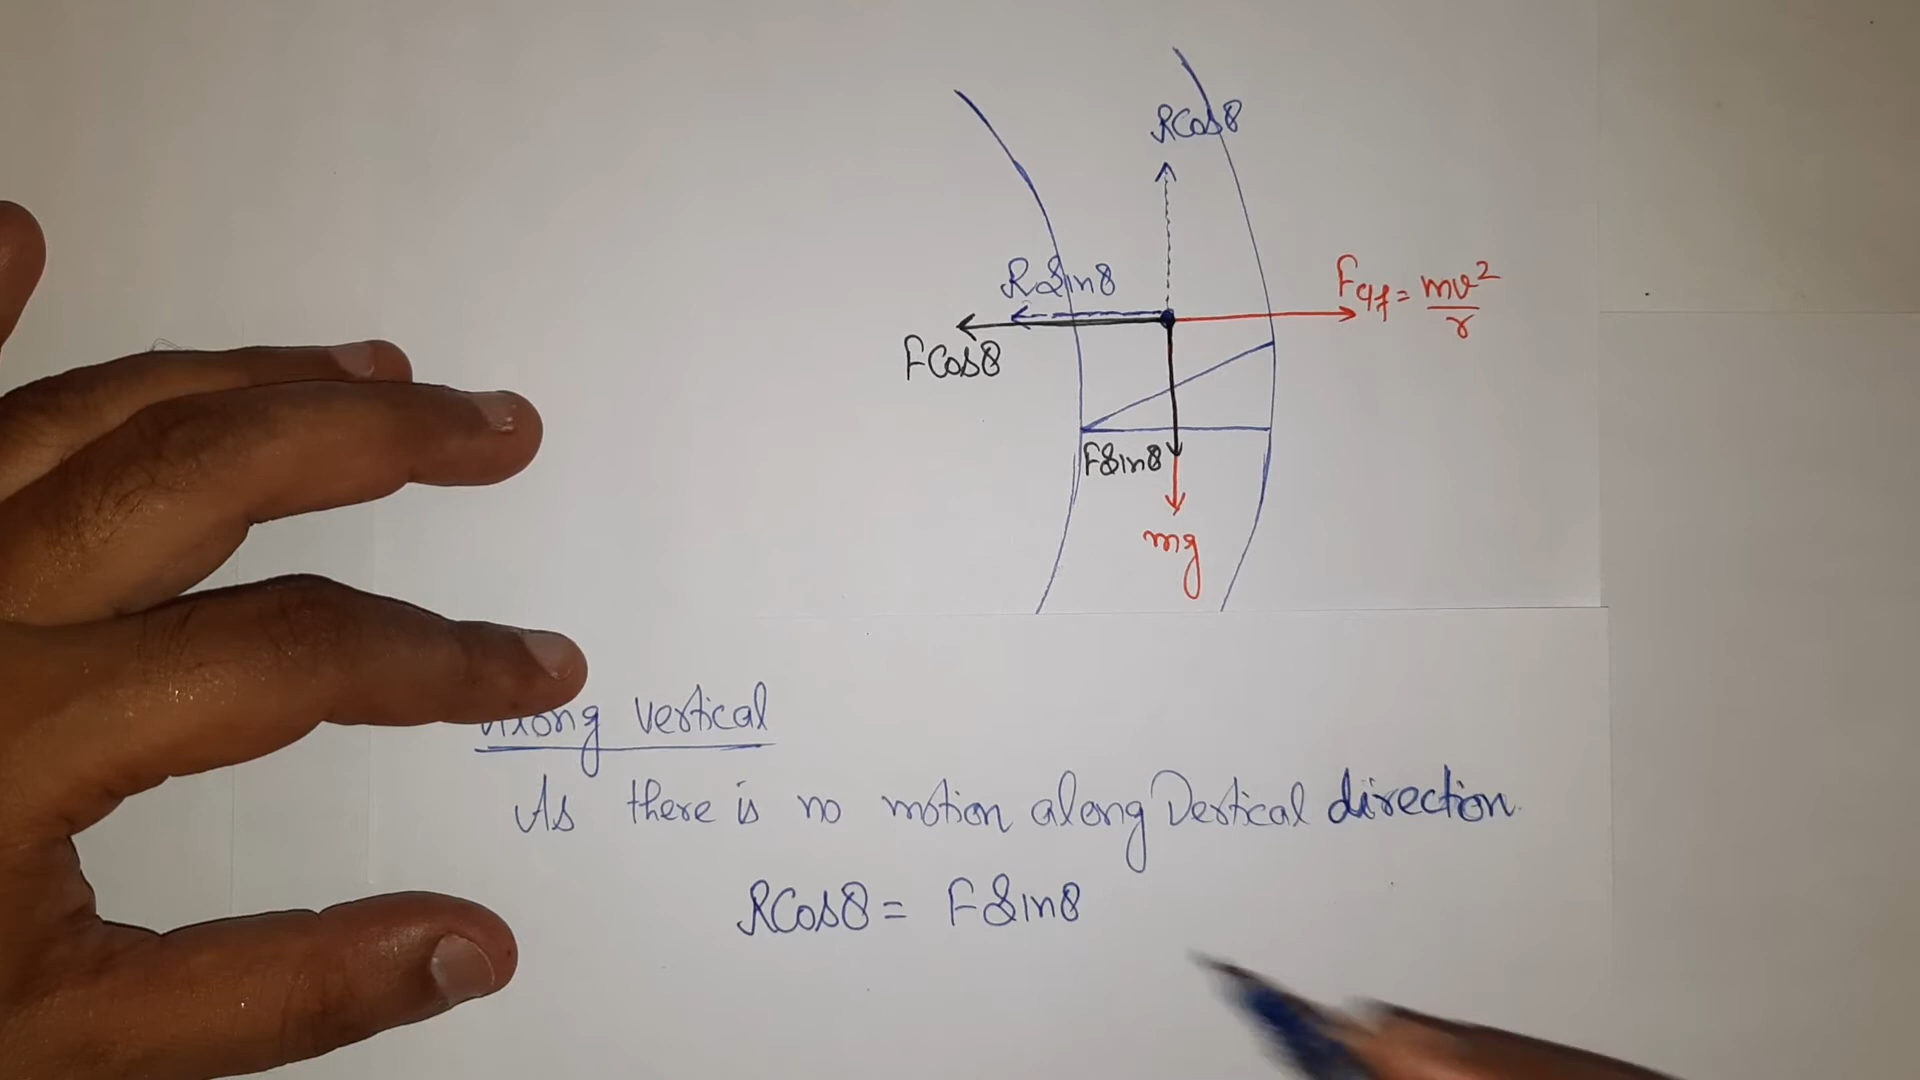 RCosθ
RSinθ
Fcf = mv²/r
FCosθ
FSinθ
mg
Along vertical
As there is no motion along vertical direction.
RCosθ = FSinθ